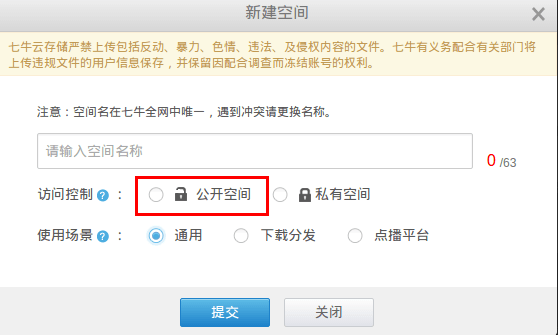 新建空间
七牛云存储严禁上传包括反动、暴力、色情、违法、及侵权内容的文件。七牛有义务配合有关部门将
上传违规文件的用户信息保存，并保留因配合调查而冻结账号的权利。
注意：空间名在七牛全网中唯一，遇到冲突请更换名称。
请输入空间名称
0 /63
访问控制 ? ： 公开空间 私有空间
使用场景 ? ： 通用 下载分发 点播平台
提交 关闭